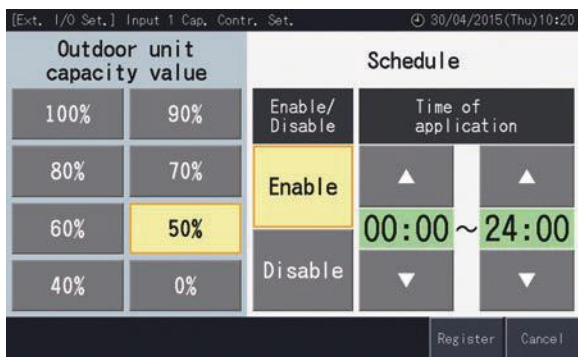 [Ext. I/O Set.] Input 1 Cap. Contr. Set.
30/04/2015(Thu)10:20
Outdoor unit
capacity value
100%
90%
80%
70%
60%
50%
40%
0%
Schedule
Enable/
Disable
Time of
application
Enable
Disable
00:00 ~ 24:00
Register
Cancel